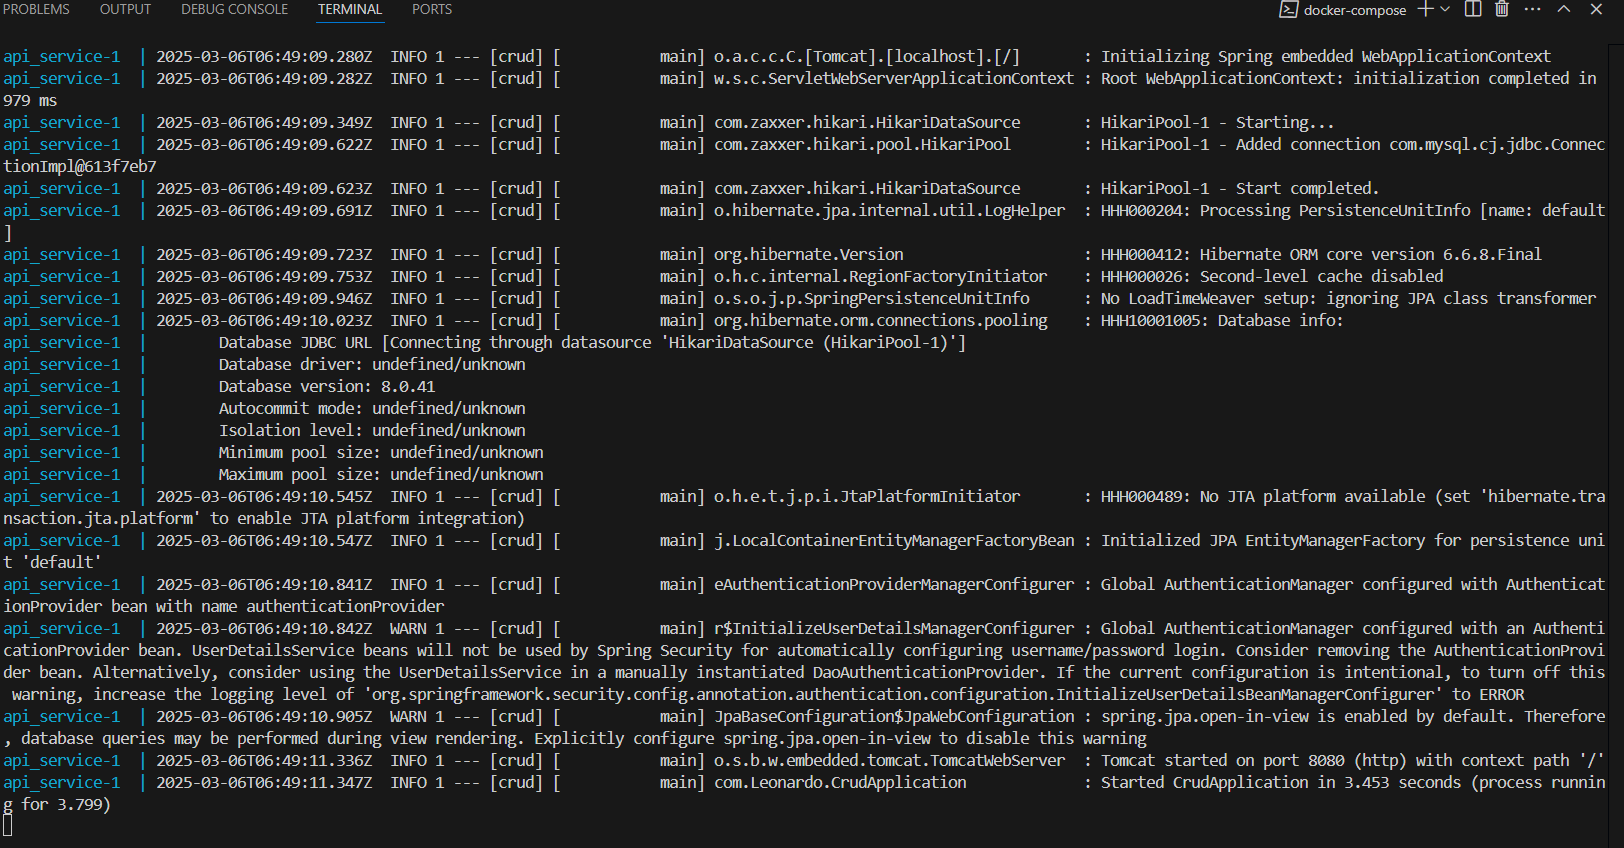 PROBLEMS OUTPUT DEBUG CONSOLE TERMINAL PORTS docker-compose
api_service-1 | 2025-03-06T06:49:09.280Z INFO 1 --- [crud] [ main] o.a.c.c.C.[Tomcat].[localhost].[/] : Initializing Spring embedded WebApplicationContext
api_service-1 | 2025-03-06T06:49:09.282Z INFO 1 --- [crud] [ main] w.s.c.ServletWebServerApplicationContext : Root WebApplicationContext: initialization completed in
979 ms
api_service-1 | 2025-03-06T06:49:09.349Z INFO 1 --- [crud] [ main] com.zaxxer.hikari.HikariDataSource : HikariPool-1 - Starting...
api_service-1 | 2025-03-06T06:49:09.622Z INFO 1 --- [crud] [ main] com.zaxxer.hikari.pool.HikariPool : HikariPool-1 - Added connection com.mysql.cj.jdbc.Connec
tionImpl@613f7eb7
api_service-1 | 2025-03-06T06:49:09.623Z INFO 1 --- [crud] [ main] com.zaxxer.hikari.HikariDataSource : HikariPool-1 - Start completed.
api_service-1 | 2025-03-06T06:49:09.691Z INFO 1 --- [crud] [ main] o.hibernate.jpa.internal.util.LogHelper : HHH000204: Processing PersistenceUnitInfo [name: default
]
api_service-1 | 2025-03-06T06:49:09.723Z INFO 1 --- [crud] [ main] org.hibernate.Version : HHH000412: Hibernate ORM core version 6.6.8.Final
api_service-1 | 2025-03-06T06:49:09.753Z INFO 1 --- [crud] [ main] o.h.c.internal.RegionFactoryInitiator : HHH000026: Second-level cache disabled
api_service-1 | 2025-03-06T06:49:09.946Z INFO 1 --- [crud] [ main] o.s.o.j.p.SpringPersistenceUnitInfo : No LoadTimeWeaver setup: ignoring JPA class transformer
api_service-1 | 2025-03-06T06:49:10.023Z INFO 1 --- [crud] [ main] org.hibernate.orm.connections.pooling : HHH10001005: Database info:
api_service-1 | Database JDBC URL [Connecting through datasource 'HikariDataSource (HikariPool-1)']
api_service-1 | Database driver: undefined/unknown
api_service-1 | Database version: 8.0.41
api_service-1 | Autocommit mode: undefined/unknown
api_service-1 | Isolation level: undefined/unknown
api_service-1 | Minimum pool size: undefined/unknown
api_service-1 | Maximum pool size: undefined/unknown
api_service-1 | 2025-03-06T06:49:10.545Z INFO 1 --- [crud] [ main] o.h.e.t.j.p.i.JtaPlatformInitiator : HHH000489: No JTA platform available (set 'hibernate.tra
nsaction.jta.platform' to enable JTA platform integration)
api_service-1 | 2025-03-06T06:49:10.547Z INFO 1 --- [crud] [ main] j.LocalContainerEntityManagerFactoryBean : Initialized JPA EntityManagerFactory for persistence uni
t 'default'
api_service-1 | 2025-03-06T06:49:10.841Z INFO 1 --- [crud] [ main] eAuthenticationProviderManagerConfigurer : Global AuthenticationManager configured with Authenticat
ionProvider bean with name authenticationProvider
api_service-1 | 2025-03-06T06:49:10.842Z WARN 1 --- [crud] [ main] r$InitializeUserDetailsManagerConfigurer : Global AuthenticationManager configured with an Authenti
cationProvider bean. UserDetailsService beans will not be used by Spring Security for automatically configuring username/password login. Consider removing the AuthenticationProvi
der bean. Alternatively, consider using the UserDetailsService in a manually instantiated DaoAuthenticationProvider. If the current configuration is intentional, to turn off this
warning, increase the logging level of 'org.springframework.security.config.annotation.authentication.configuration.InitializeUserDetailsBeanManagerConfigurer' to ERROR
api_service-1 | 2025-03-06T06:49:10.905Z WARN 1 --- [crud] [ main] JpaBaseConfiguration$JpaWebConfiguration : spring.jpa.open-in-view is enabled by default. Therefore
, database queries may be performed during view rendering. Explicitly configure spring.jpa.open-in-view to disable this warning
api_service-1 | 2025-03-06T06:49:11.336Z INFO 1 --- [crud] [ main] o.s.b.w.embedded.tomcat.TomcatWebServer : Tomcat started on port 8080 (http) with context path '/'
api_service-1 | 2025-03-06T06:49:11.347Z INFO 1 --- [crud] [ main] com.Leonardo.CrudApplication : Started CrudApplication in 3.453 seconds (process runnin
g for 3.799)